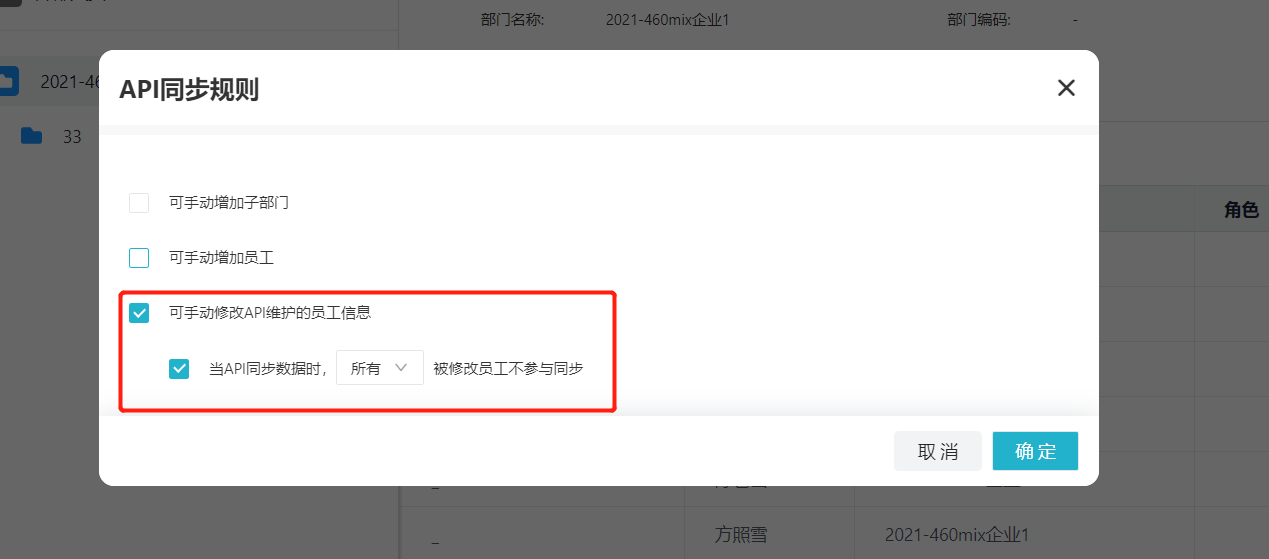 部门名称: 2021-460mix企业1 部门编码: -
API同步规则
2021-46
33
可手动增加子部门
角色
可手动增加员工
可手动修改API维护的员工信息
当API同步数据时, 所有 被修改员工不参与同步
取消 确定
_
_ 方照雪 2021-460mix企业1